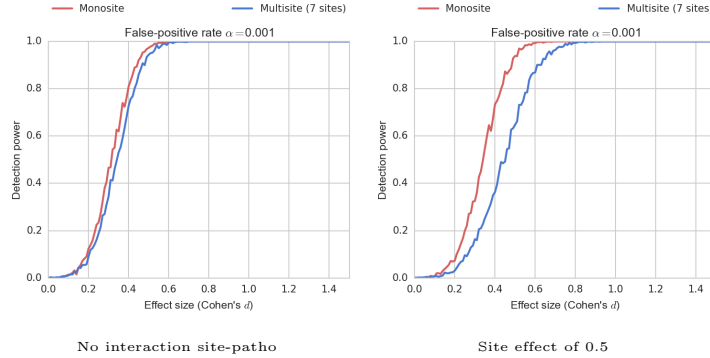 Monosite Multisite (7 sites)
False-positive rate α=0.001
1.0
0.8
0.6
0.4
0.2
0.0
Detection power
0.0 0.2 0.4 0.6 0.8 1.0 1.2 1.4
Effect size (Cohen's d)
No interaction site-patho
Monosite Multisite (7 sites)
False-positive rate α=0.001
1.0
0.8
0.6
0.4
0.2
0.0
Detection power
0.0 0.2 0.4 0.6 0.8 1.0 1.2 1.4
Effect size (Cohen's d)
Site effect of 0.5